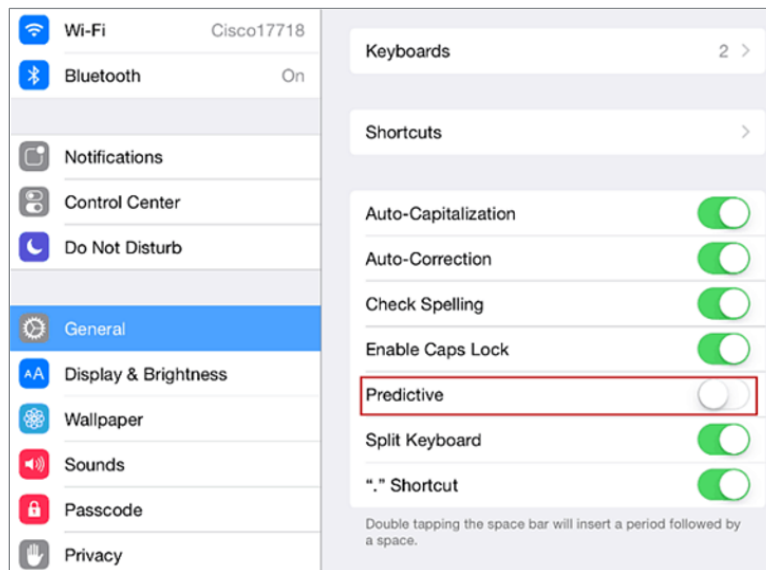 Wi-Fi Cisco17718
Bluetooth On
Notifications
Control Center
Do Not Disturb
General
AA Display & Brightness
Wallpaper
Sounds
Passcode
Privacy
Keyboards 2 >
Shortcuts >
Auto-Capitalization
Auto-Correction
Check Spelling
Enable Caps Lock
Predictive
Split Keyboard
“.” Shortcut
Double tapping the space bar will insert a period followed by
a space.